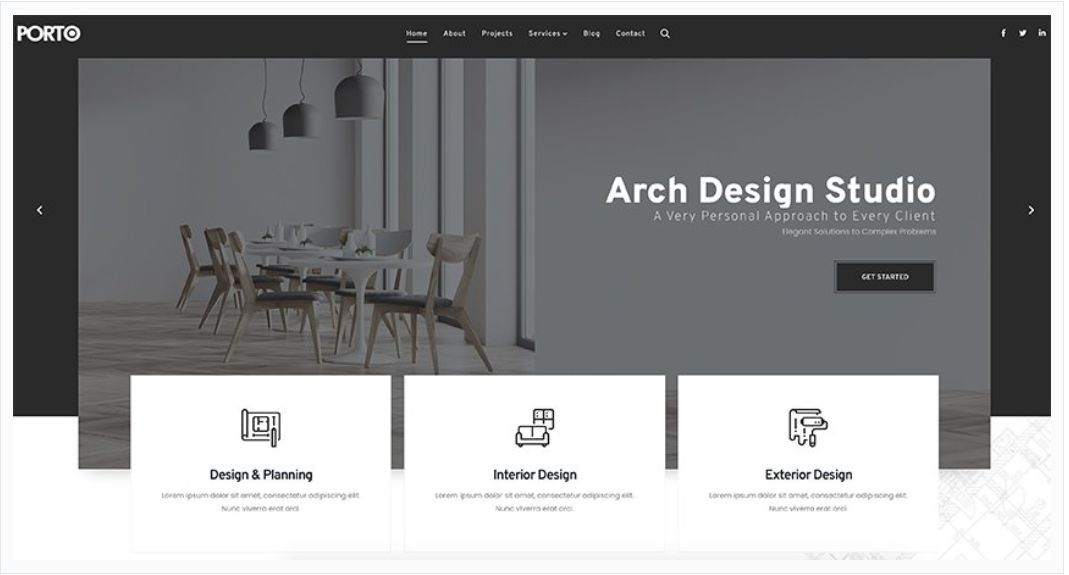 PORTO
Home About Projects Services Blog Contact
Arch Design Studio
A Very Personal Approach to Every Client
Elegant Solutions to Complex Problems
GET STARTED
Design & Planning
Lorem ipsum dolor sit amet, consectetur adipiscing elit.
Nunc viverra erat orci.
Interior Design
Lorem ipsum dolor sit amet, consectetur adipiscing elit.
Nunc viverra erat orci.
Exterior Design
Lorem ipsum dolor sit amet, consectetur adipiscing elit.
Nunc viverra erat orci.